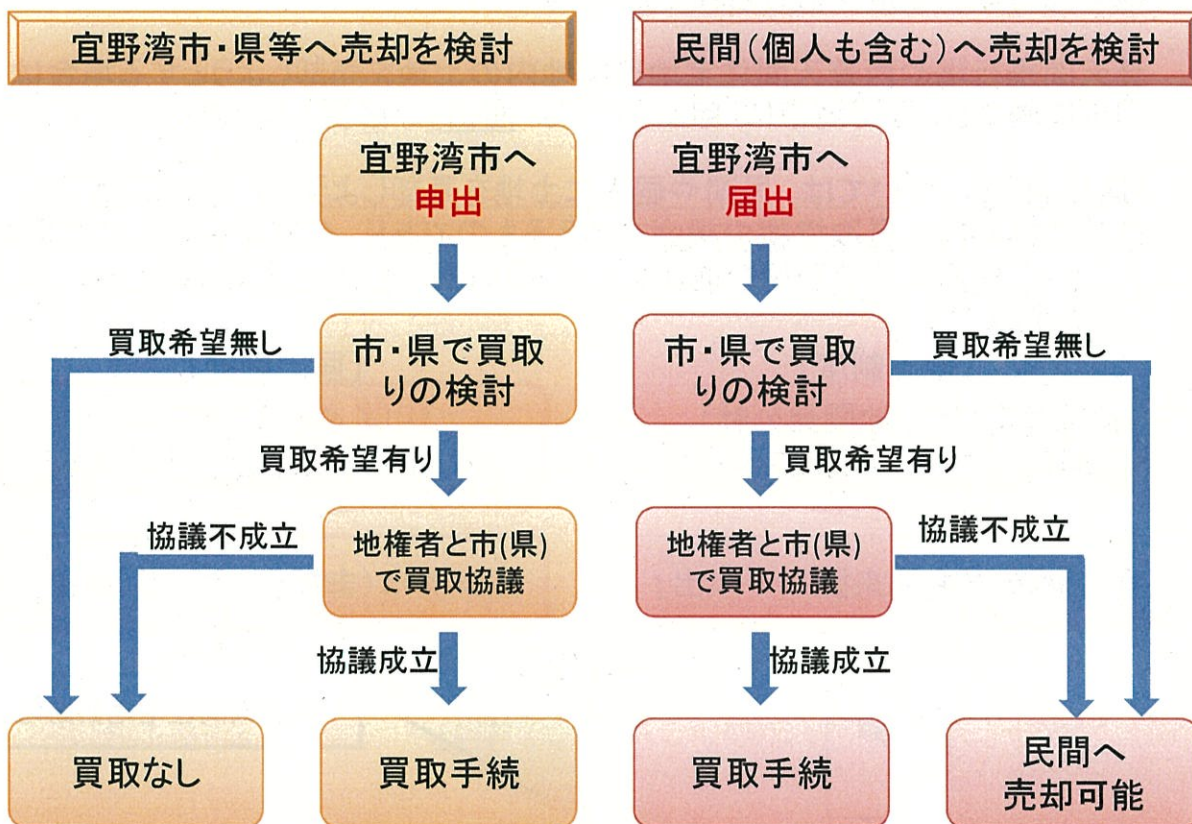 宜野湾市・県等へ売却を検討
宜野湾市へ
申出
買取希望無し
市・県で買取
りの検討
買取希望有り
協議不成立
地権者と市(県)
で買取協議
協議成立
買取なし
買取手続
民間(個人も含む)へ売却を検討
宜野湾市へ
届出
市・県で買取
りの検討
買取希望無し
買取希望有り
地権者と市(県)
で買取協議
協議不成立
協議成立
買取手続
民間へ
売却可能